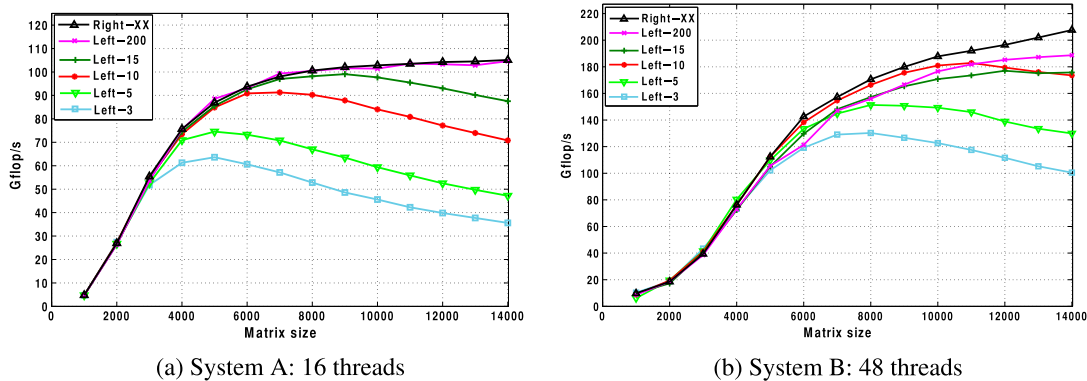 Right−XX
Left−200
Left−15
Left−10
Left−5
Left−3
120
110
100
90
80
70
60
50
40
30
20
10
0
Gflop/s
0 2000 4000 6000 8000 10000 12000 14000
Matrix size
(a) System A: 16 threads
Right−XX
Left−200
Left−15
Left−10
Left−5
Left−3
220
200
180
160
140
120
100
80
60
40
20
0
Gflop/s
0 2000 4000 6000 8000 10000 12000 14000
Matrix size
(b) System B: 48 threads